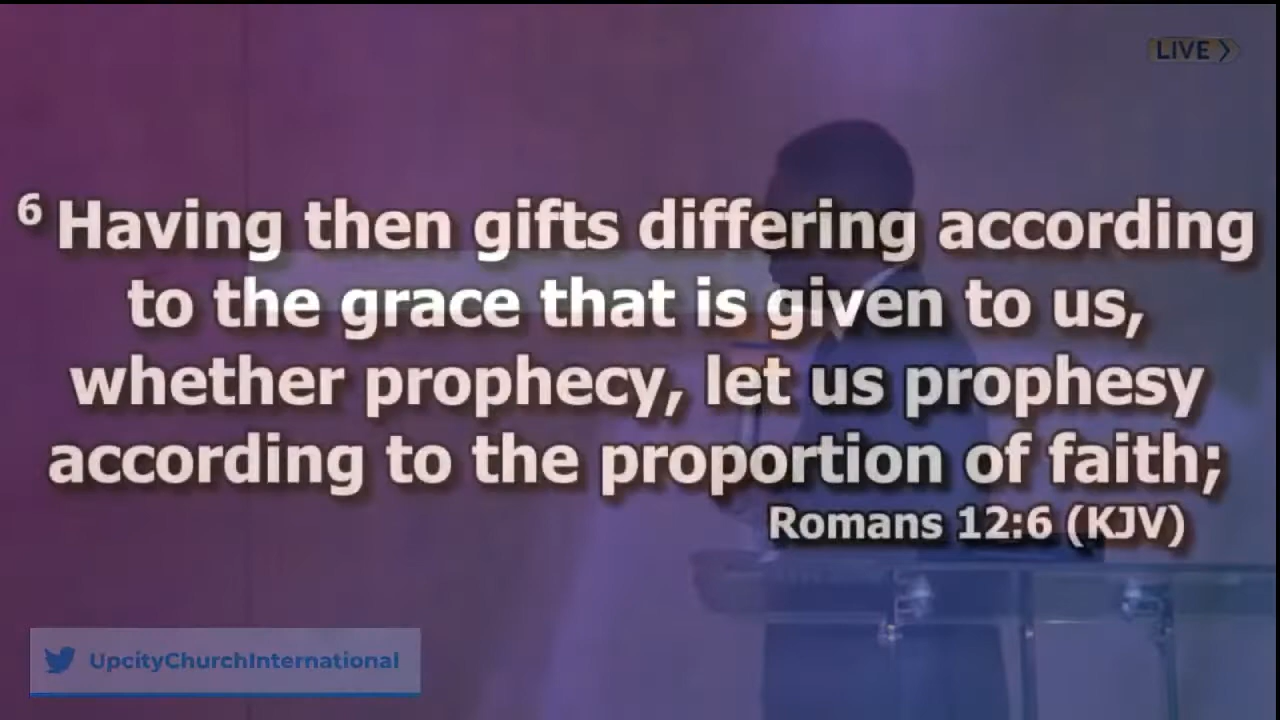 LIVE
6 Having then gifts differing according
to the grace that is given to us,
whether prophecy, let us prophesy
according to the proportion of faith;
Romans 12:6 (KJV)
UpcityChurchInternational